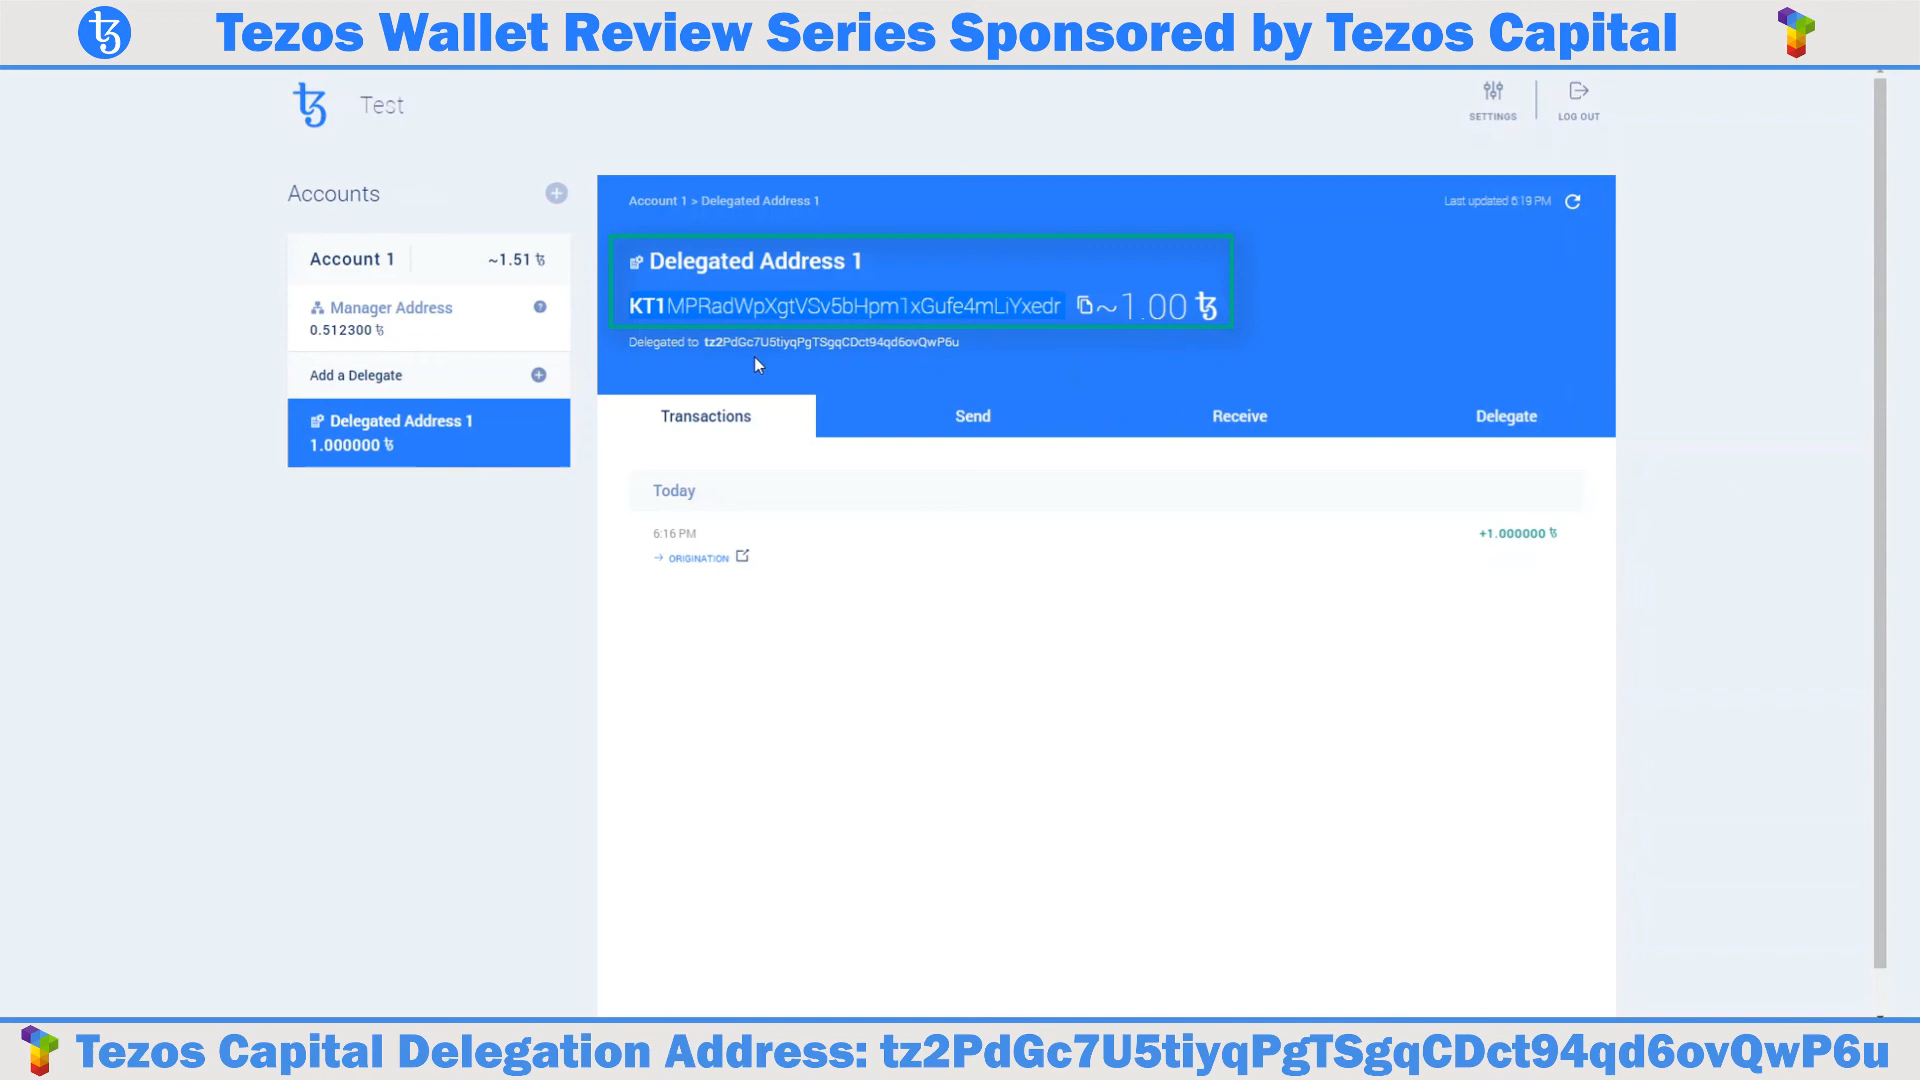 Tezos Wallet Review Series Sponsored by Tezos Capital
Test
SETTINGS
LOG OUT
Accounts
Account 1
~1.51 ꜩ
Manager Address
0.512300 ꜩ
Add a Delegate
Delegated Address 1
1.000000 ꜩ
Account 1 > Delegated Address 1
Last updated 6:19 PM
Delegated Address 1
KT1MPRadWpXgtVSv5bHpm1xGufe4mLiYxedr
~1.00 ꜩ
Delegated to tz2PdGc7U5tiyqPgTSgqCDct94qd6ovQwP6u
Transactions
Send
Receive
Delegate
Today
6:16 PM
+1.000000 ꜩ
→ ORIGINATION
Tezos Capital Delegation Address: tz2PdGc7U5tiyqPgTSgqCDct94qd6ovQwP6u